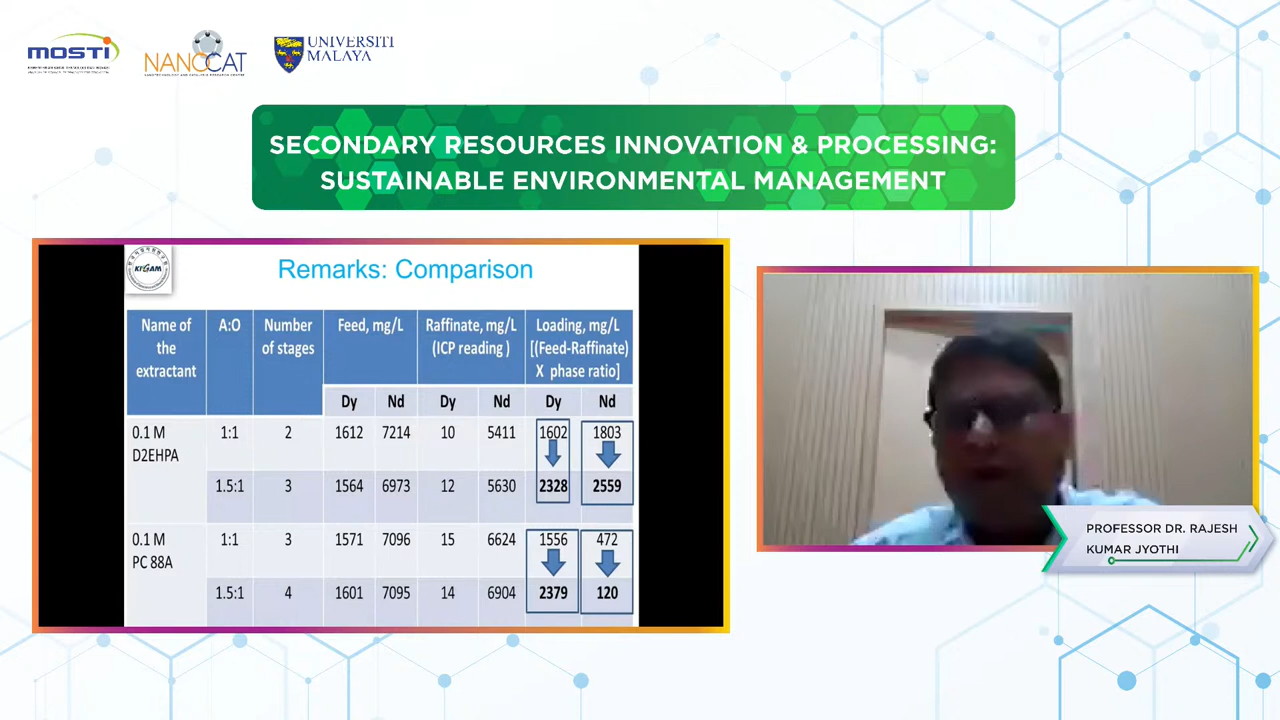 MOSTI
NANOCAT
UNIVERSITI
MALAYA
SECONDARY RESOURCES INNOVATION & PROCESSING:
SUSTAINABLE ENVIRONMENTAL MANAGEMENT
KIGAM
Remarks: Comparison
Name of the extractant | A:O | Number of stages | Feed, mg/L | Raffinate, mg/L (ICP reading ) | Loading, mg/L [(Feed-Raffinate) X phase ratio]
Dy Nd Dy Nd Dy Nd
0.1 M D2EHPA 1:1 2 1612 7214 10 5411 1602 1803
1.5:1 3 1564 6973 12 5630 2328 2559
0.1 M PC 88A 1:1 3 1571 7096 15 6624 1556 472
1.5:1 4 1601 7095 14 6904 2379 120
PROFESSOR DR. RAJESH
KUMAR JYOTHI